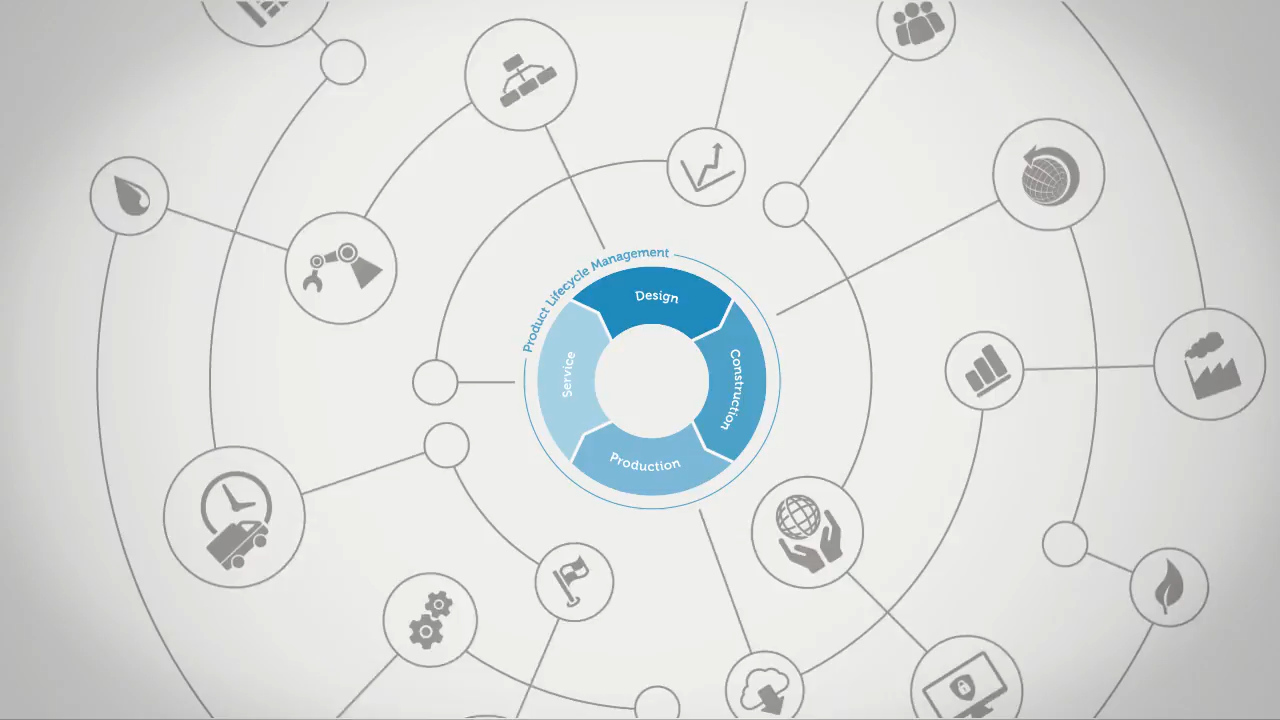 Product Lifecycle Management
Design
Construction
Production
Service